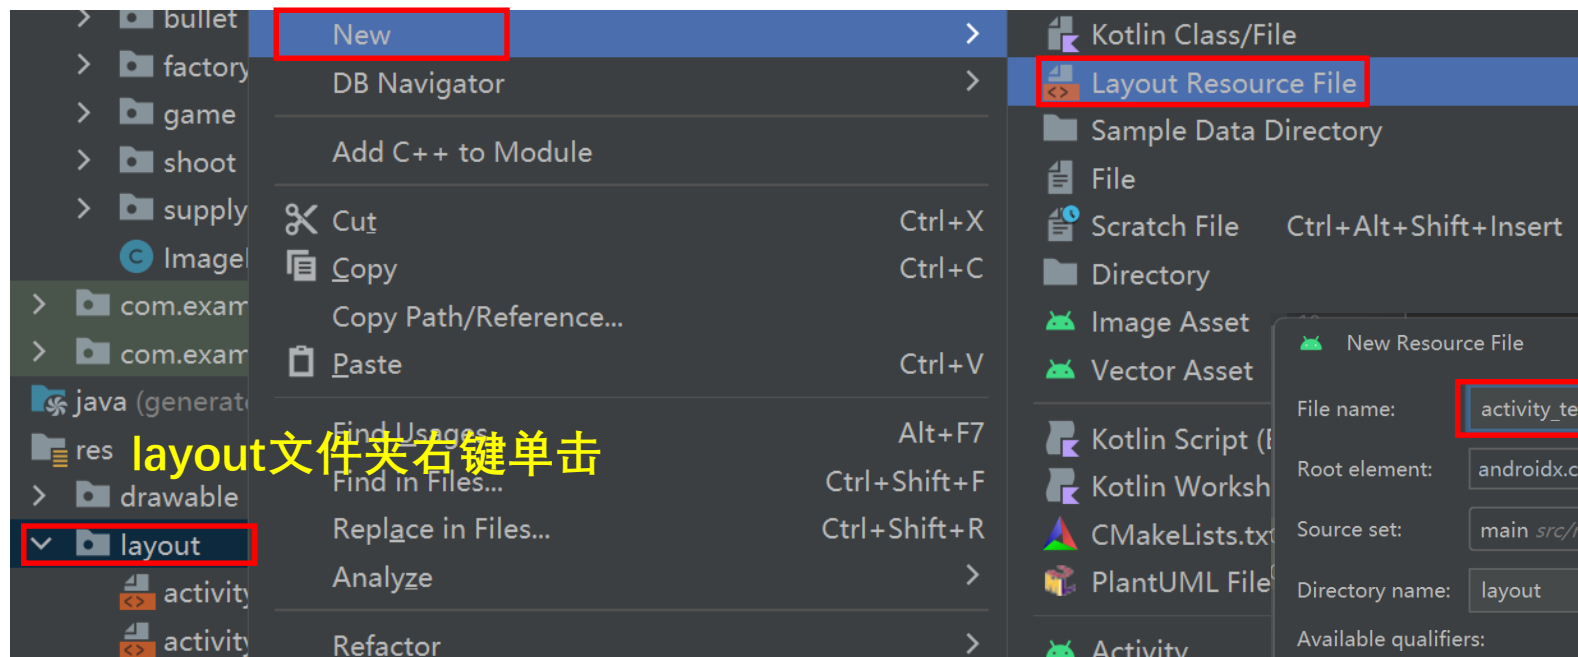 bullet
factory
game
shoot
supply
Image
com.exam
com.exam
java (generate
res
layout文件夹右键单击
drawable
layout
activity
activity
New
DB Navigator
Add C++ to Module
Cut Ctrl+X
Copy Ctrl+C
Copy Path/Reference...
Paste Ctrl+V
Find Usages Alt+F7
Find in Files... Ctrl+Shift+F
Replace in Files... Ctrl+Shift+R
Analyze
Refactor
Kotlin Class/File
Layout Resource File
Sample Data Directory
File
Scratch File Ctrl+Alt+Shift+Insert
Directory
Image Asset
Vector Asset
Kotlin Script (
Kotlin Worksh
CMakeLists.txt
PlantUML File
Activity
New Resource File
File name: activity_te
Root element: androidx.c
Source set: main src/
Directory name: layout
Available qualifiers: